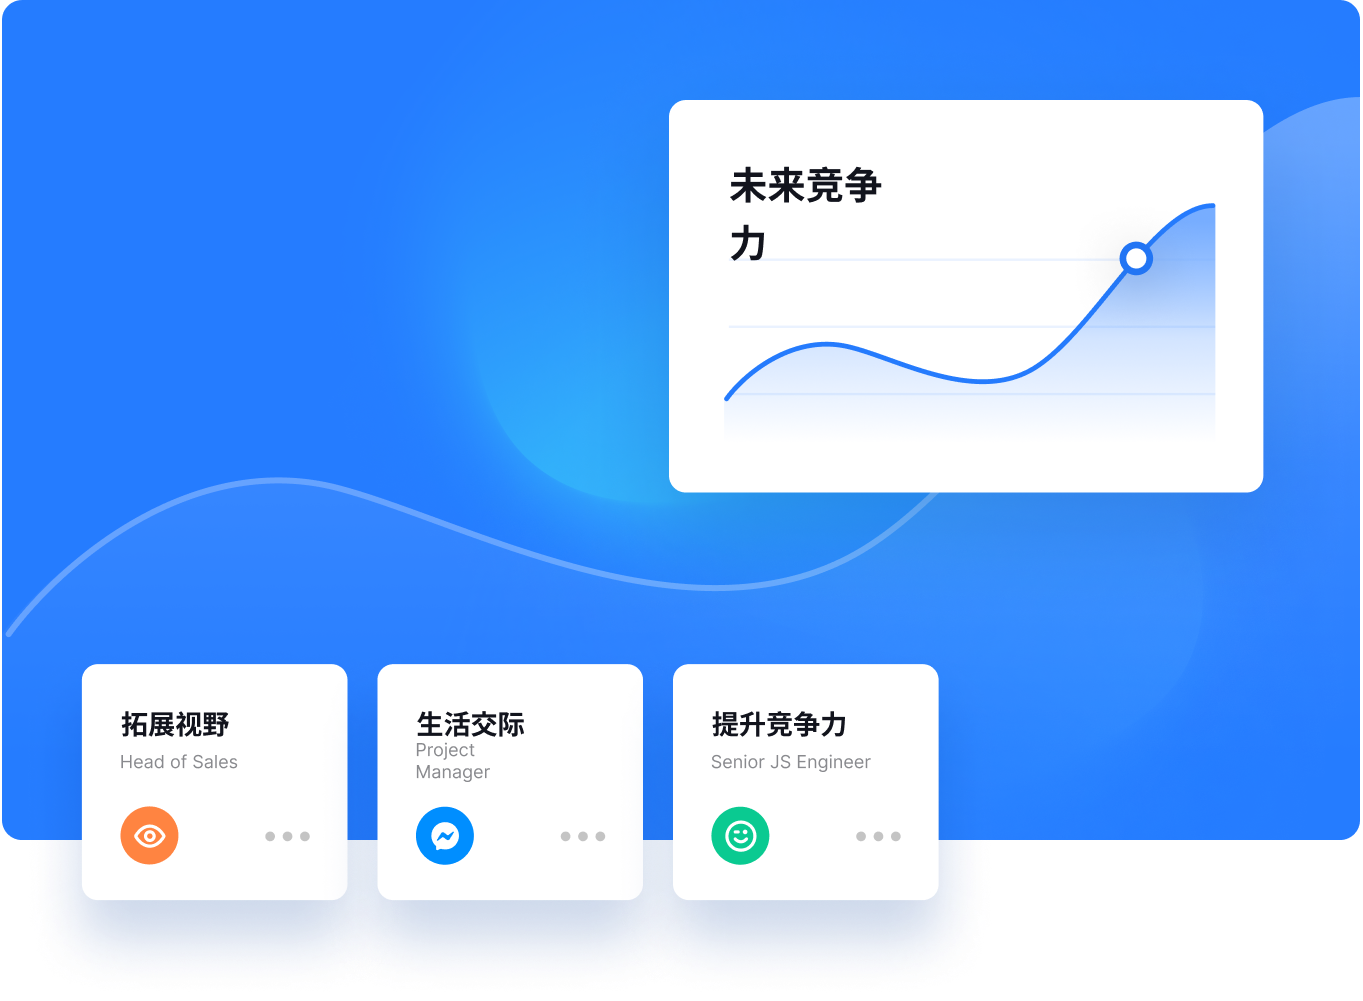 未来竞争
力
拓展视野
Head of Sales
生活交际
Project
Manager
提升竞争力
Senior JS Engineer